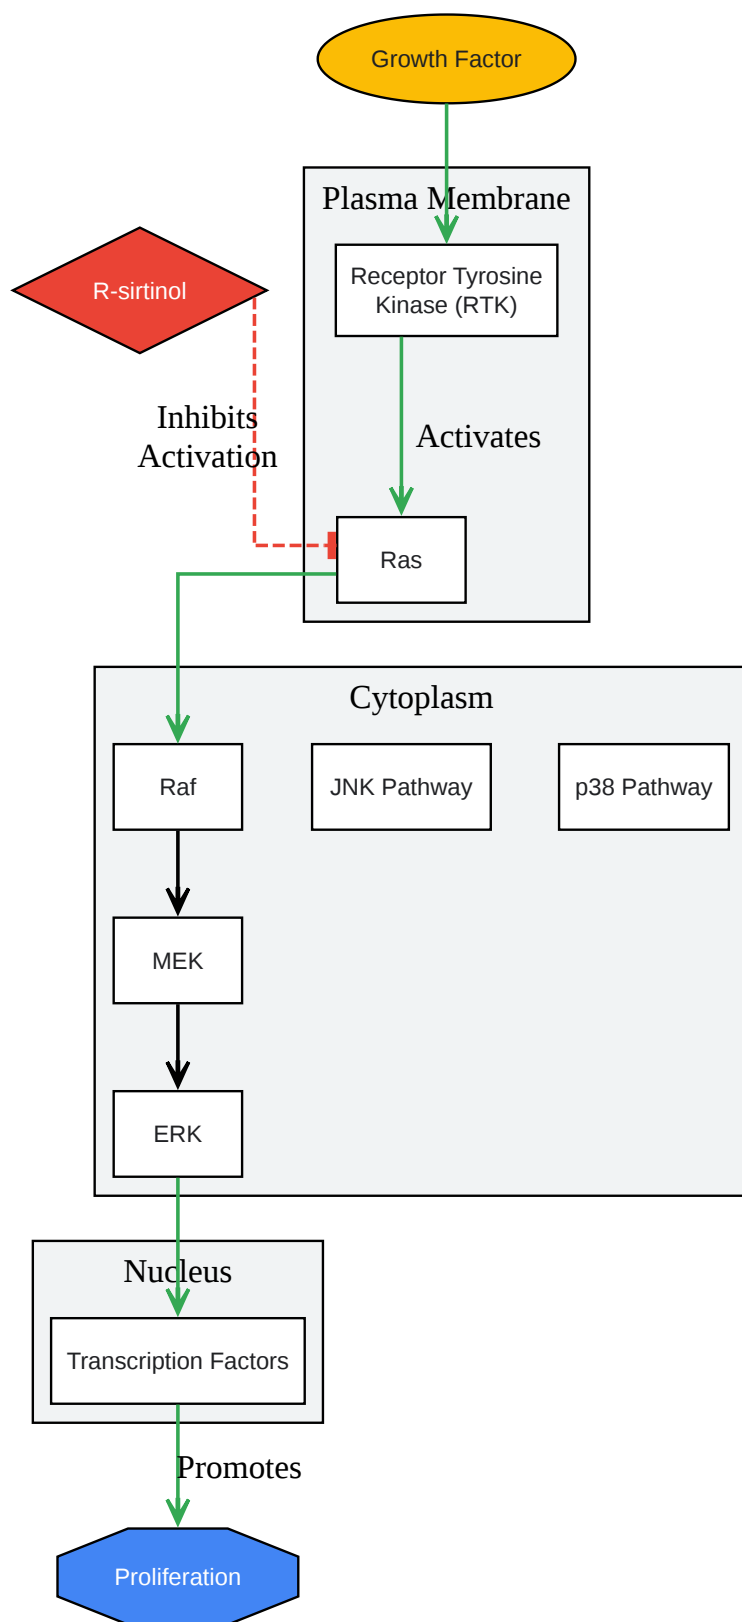 Growth Factor
Plasma Membrane
Receptor Tyrosine
Kinase (RTK)
R-sirtinol
Inhibits
Activation
Activates
Ras
Cytoplasm
Raf
JNK Pathway
p38 Pathway
MEK
ERK
Nucleus
Transcription Factors
Promotes
Proliferation